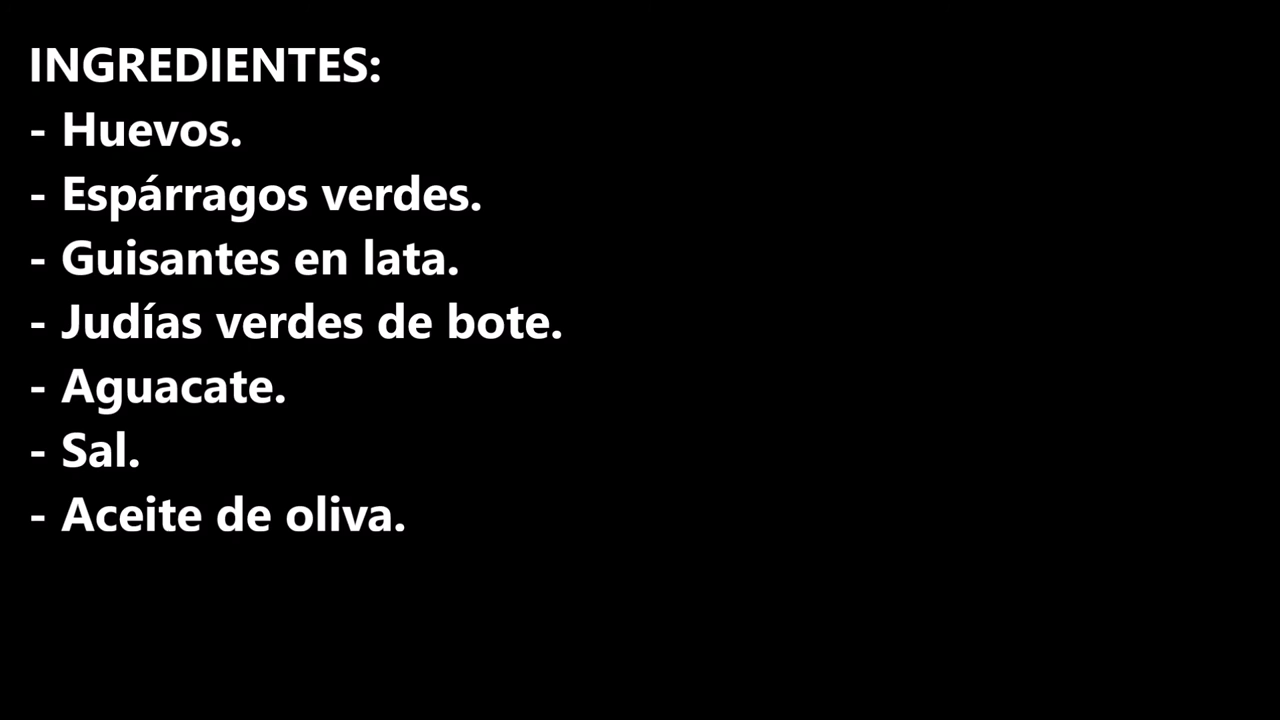 INGREDIENTES:
- Huevos.
- Espárragos verdes.
- Guisantes en lata.
- Judías verdes de bote.
- Aguacate.
- Sal.
- Aceite de oliva.